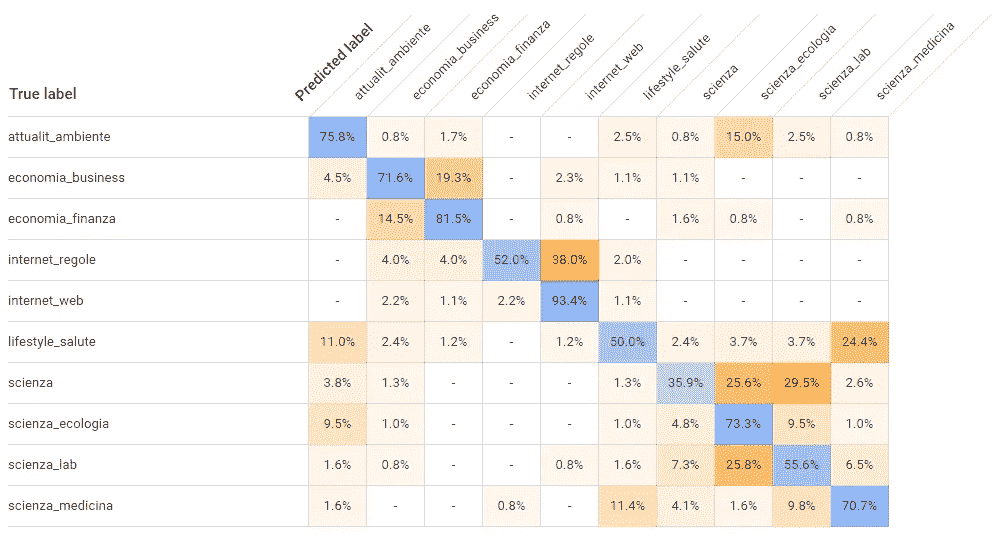 True label
Predicted label
attualit_ambiente
economia_business
economia_finanza
internet_regole
internet_web
lifestyle_salute
scienza
scienza_ecologia
scienza_lab
scienza_medicina
attualit_ambiente 75.8% 0.8% 1.7% - - 2.5% 0.8% 15.0% 2.5% 0.8%
economia_business 4.5% 71.6% 19.3% - 2.3% 1.1% 1.1% - - -
economia_finanza - 14.5% 81.5% - 0.8% - 1.6% 0.8% - 0.8%
internet_regole - 4.0% 4.0% 52.0% 38.0% 2.0% - - - -
internet_web - 2.2% 1.1% 2.2% 93.4% 1.1% - - - -
lifestyle_salute 11.0% 2.4% 1.2% - 1.2% 50.0% 2.4% 3.7% 3.7% 24.4%
scienza 3.8% 1.3% - - - 1.3% 35.9% 25.6% 29.5% 2.6%
scienza_ecologia 9.5% 1.0% - - - 1.0% 4.8% 73.3% 9.5% 1.0%
scienza_lab 1.6% 0.8% - - 0.8% 1.6% 7.3% 25.8% 55.6% 6.5%
scienza_medicina 1.6% - - 0.8% - 11.4% 4.1% 1.6% 9.8% 70.7%